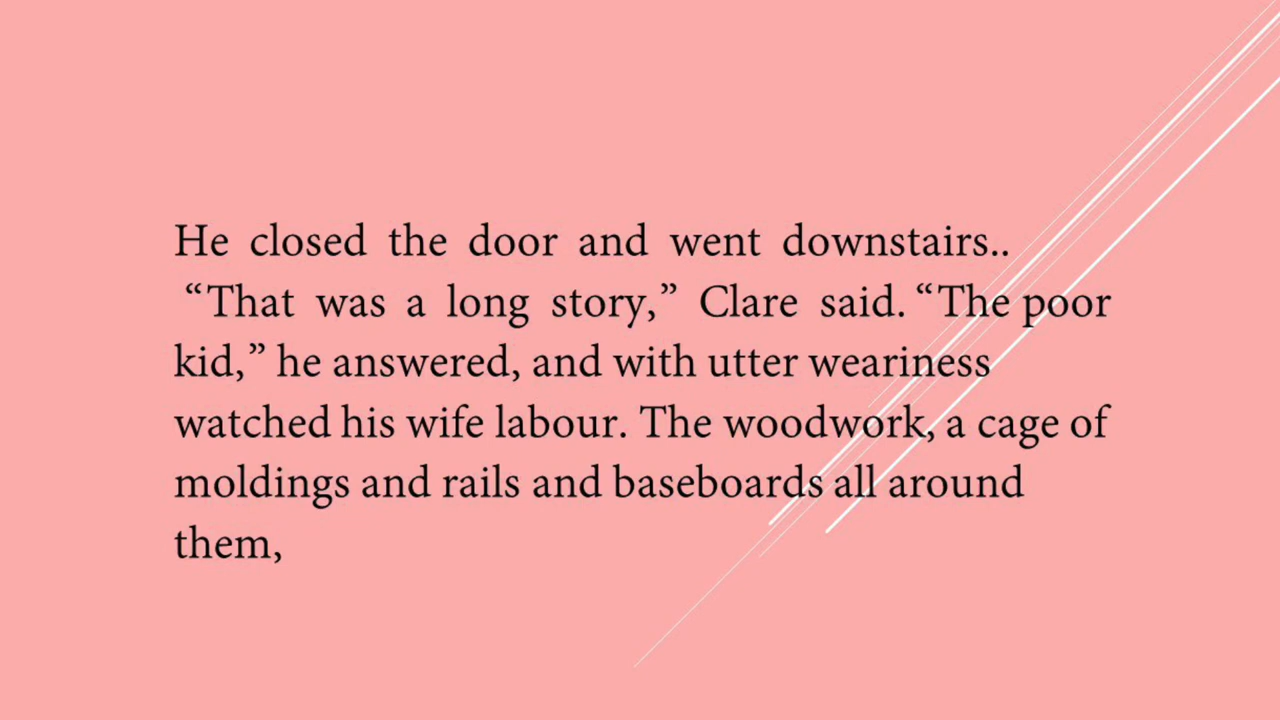 He closed the door and went downstairs..
“That was a long story,” Clare said. “The poor
kid,” he answered, and with utter weariness
watched his wife labour. The woodwork, a cage of
moldings and rails and baseboards all around
them,